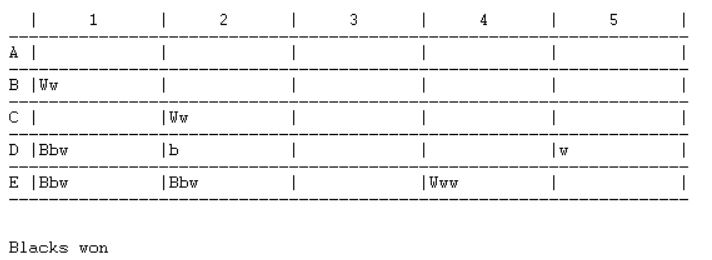 | 1 | 2 | 3 | 4 | 5 |
A | | | | | |
B |Ww | | | | |
C | |Ww | | | |
D |Bbw |b | | |w |
E |Bbw |Bbw | |Www | |
Blacks won